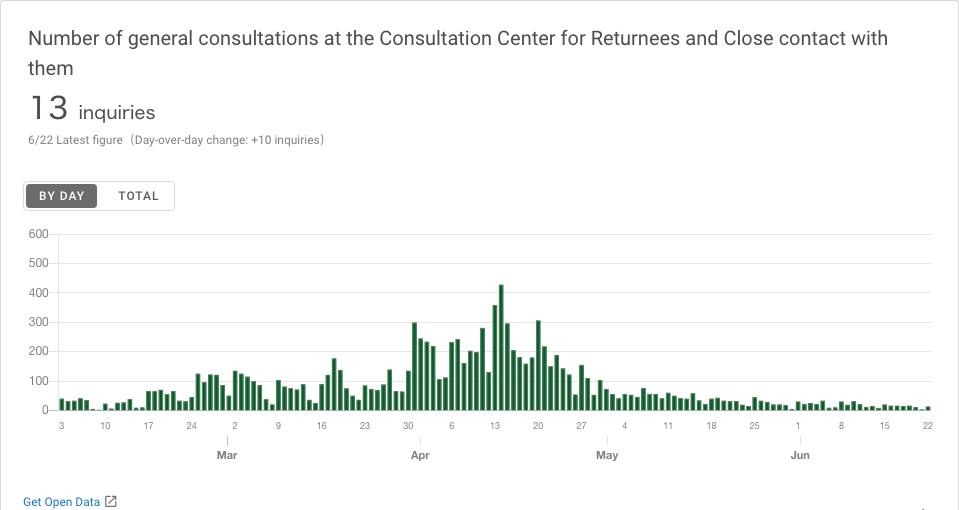 Number of general consultations at the Consultation Center for Returnees and Close contact with
them
13 inquiries
6/22 Latest figure（Day-over-day change: +10 inquiries）
BY DAY TOTAL
600
500
400
300
200
100
0
3 10 17 24 2 9 16 23 30 6 13 20 27 4 11 18 25 1 8 15 22
Mar Apr May Jun
Get Open Data